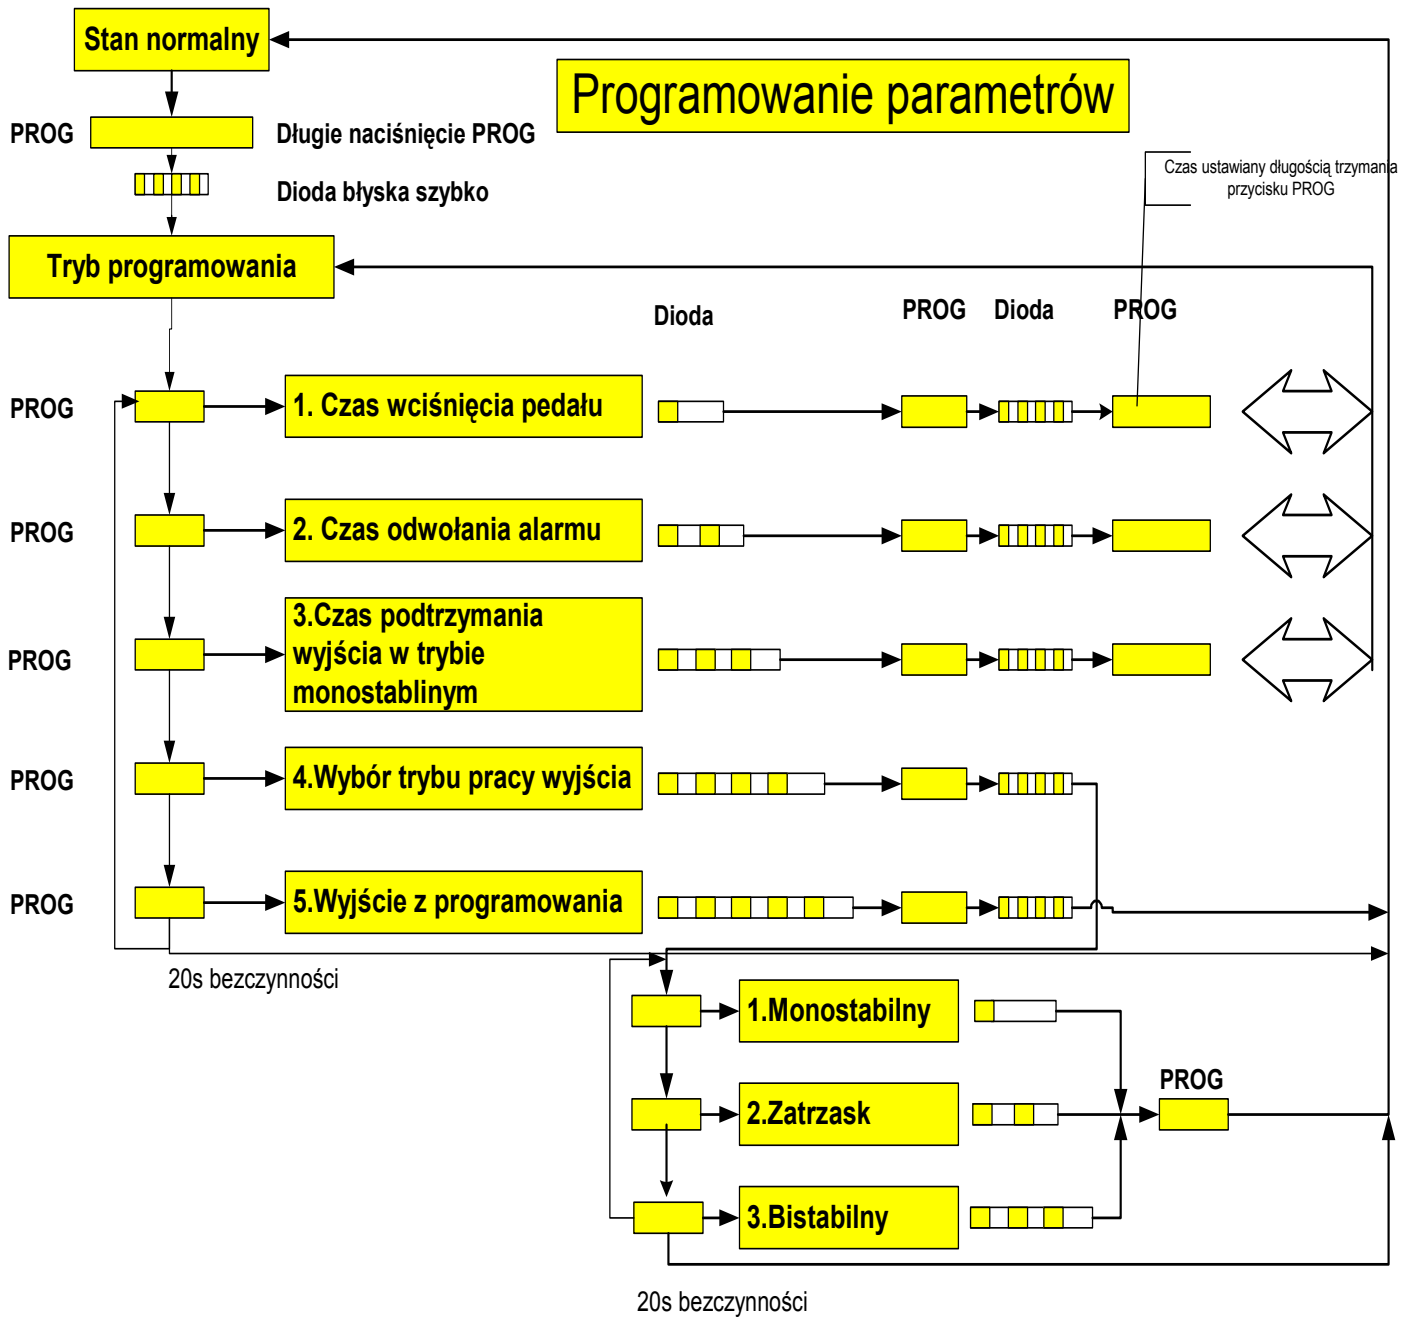 Stan normalny
Programowanie parametrów
PROG
Długie naciśnięcie PROG
Czas ustawiany długością trzymania
przycisku PROG
Dioda błyska szybko
Tryb programowania
Dioda
PROG
Dioda
PROG
PROG
1. Czas wciśnięcia pedału
PROG
2. Czas odwołania alarmu
PROG
3.Czas podtrzymania
wyjścia w trybie
monostablinym
PROG
4.Wybór trybu pracy wyjścia
PROG
5.Wyjście z programowania
20s bezczynności
1.Monostabilny
PROG
2.Zatrzask
3.Bistabilny
20s bezczynności